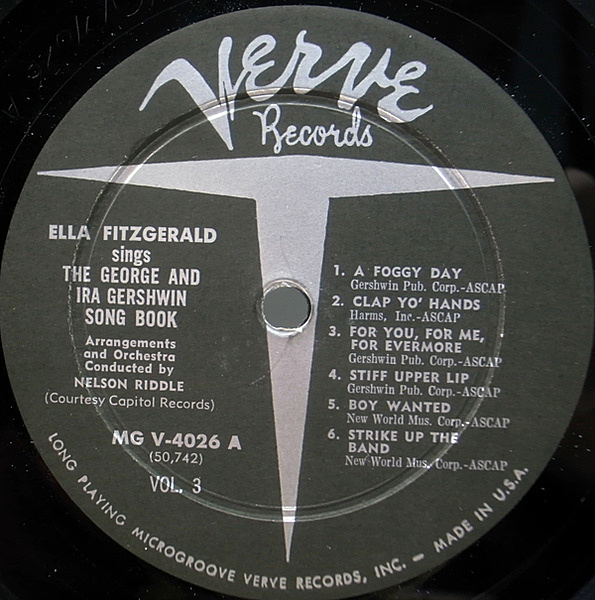 Verve
Records
ELLA FITZGERALD
sings
THE GEORGE AND
IRA GERSHWIN
SONG BOOK
Arrangements
and Orchestra
Conducted by
NELSON RIDDLE
(Courtesy Capitol Records)
MG V-4026 A
(50,742)
VOL. 3
1. A FOGGY DAY
Gershwin Pub. Corp.-ASCAP
2. CLAP YO' HANDS
Harms, Inc.-ASCAP
3. FOR YOU, FOR ME,
FOR EVERMORE
Gershwin Pub. Corp.-ASCAP
4. STIFF UPPER LIP
Gershwin Pub. Corp.-ASCAP
5. BOY WANTED
New World Mus. Corp.-ASCAP
6. STRIKE UP THE
BAND
New World Mus. Corp.-ASCAP
LONG PLAYING MICROGROOVE VERVE RECORDS, INC. — MADE IN U.S.A.